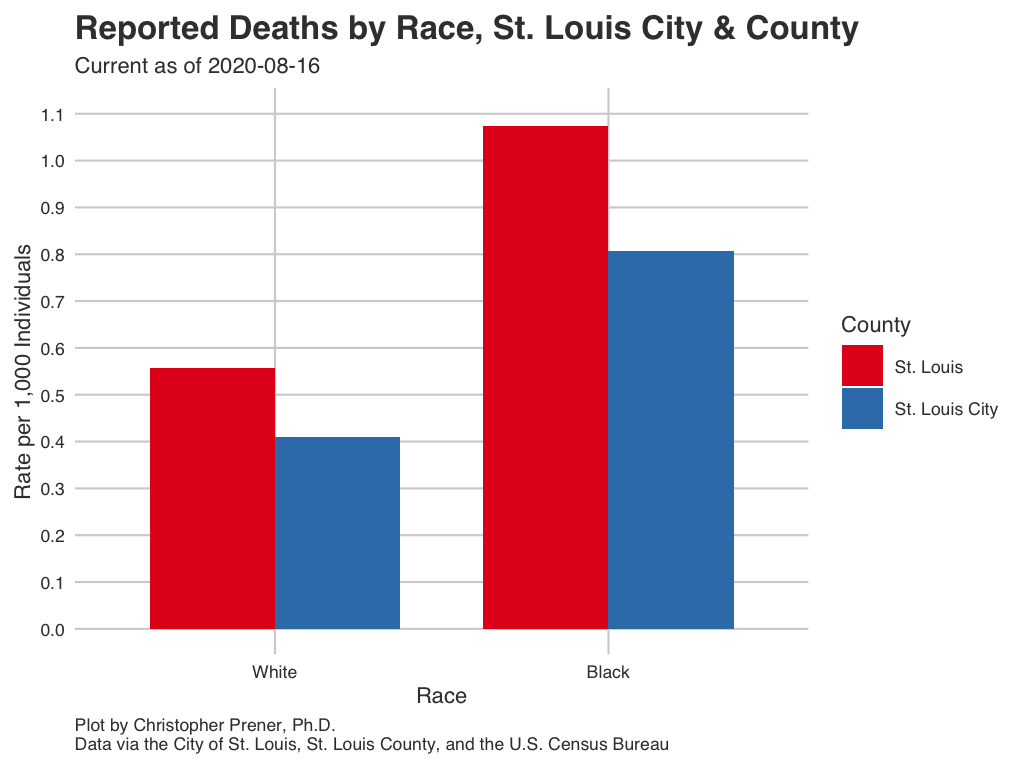 Reported Deaths by Race, St. Louis City & County
Current as of 2020-08-16
Rate per 1,000 Individuals
1.1
1.0
0.9
0.8
0.7
0.6
0.5
0.4
0.3
0.2
0.1
0.0
White
Black
Race
County
St. Louis
St. Louis City
Plot by Christopher Prener, Ph.D.
Data via the City of St. Louis, St. Louis County, and the U.S. Census Bureau